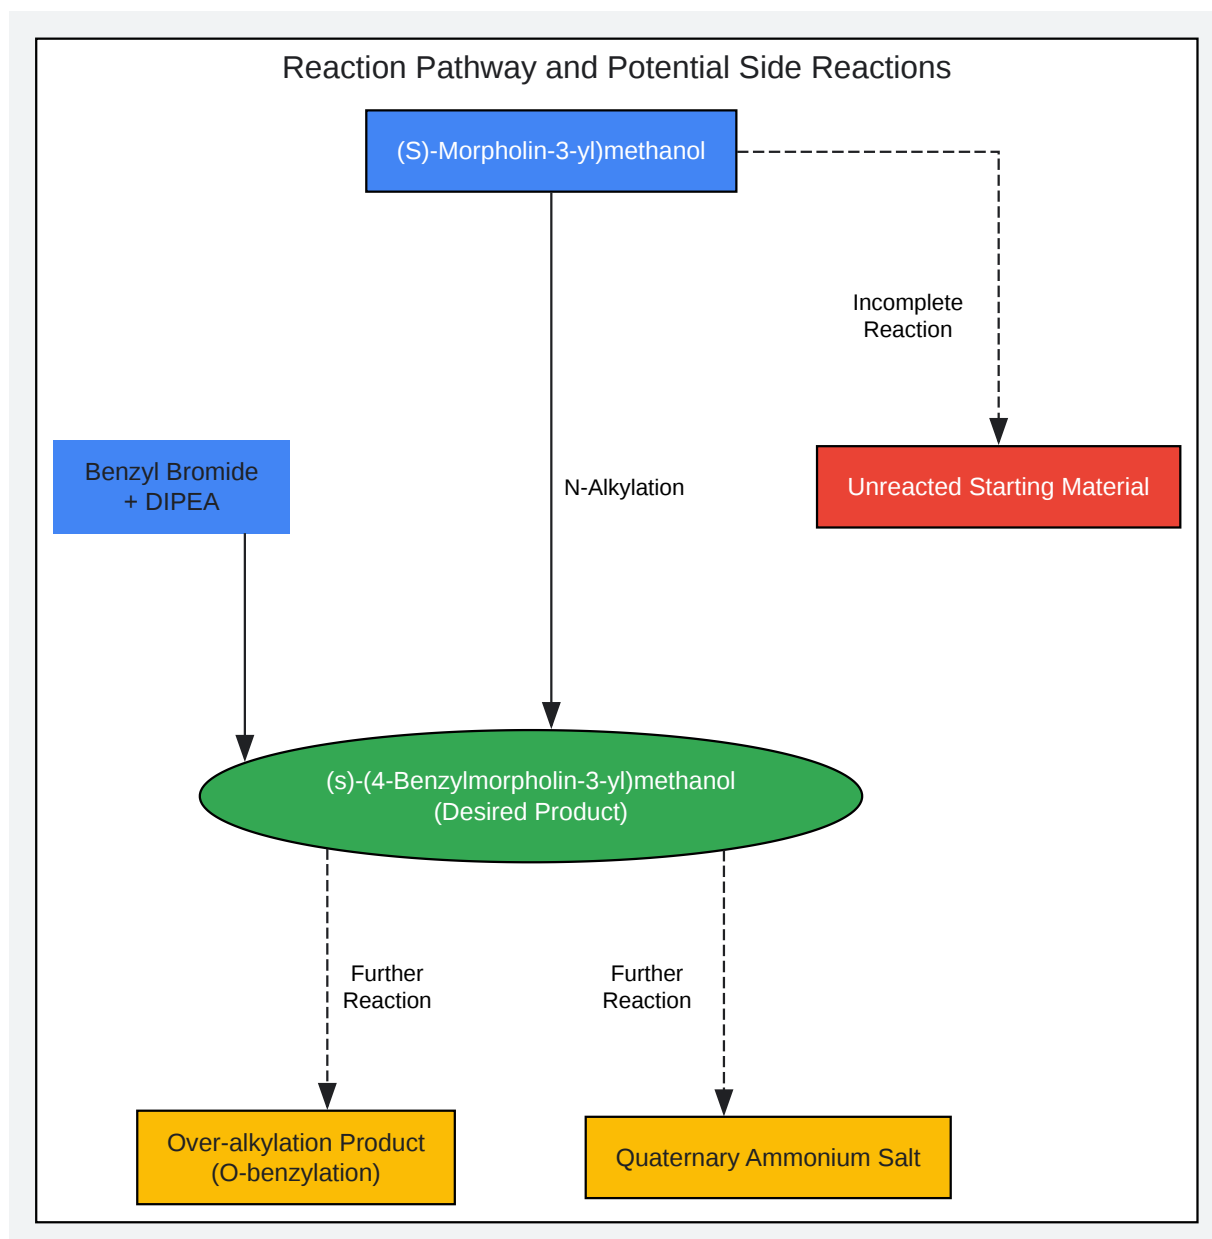 Reaction Pathway and Potential Side Reactions
(S)-Morpholin-3-yl)methanol
Incomplete
Reaction
Benzyl Bromide
+ DIPEA
N-Alkylation
Unreacted Starting Material
(s)-(4-Benzylmorpholin-3-yl)methanol
(Desired Product)
Further
Reaction
Further
Reaction
Over-alkylation Product
(O-benzylation)
Quaternary Ammonium Salt